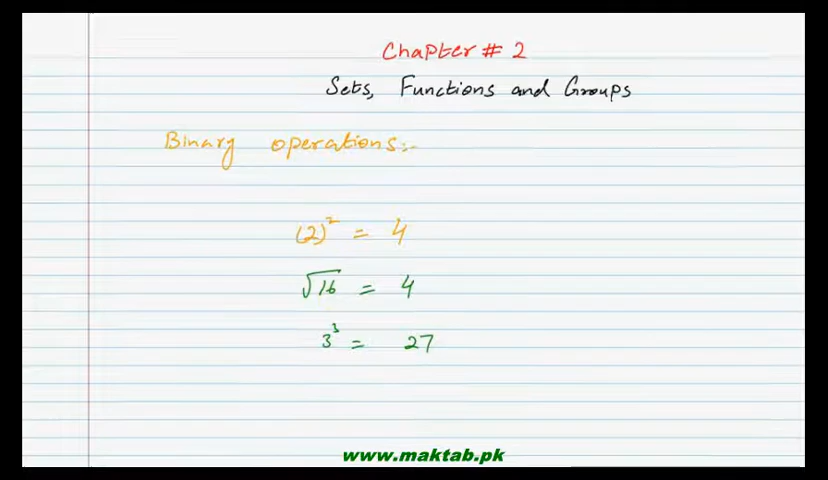 Chapter # 2
Sets, Functions and Groups
Binary operations:-
(2)² = 4
√16 = 4
3³ = 27
www.maktab.pk